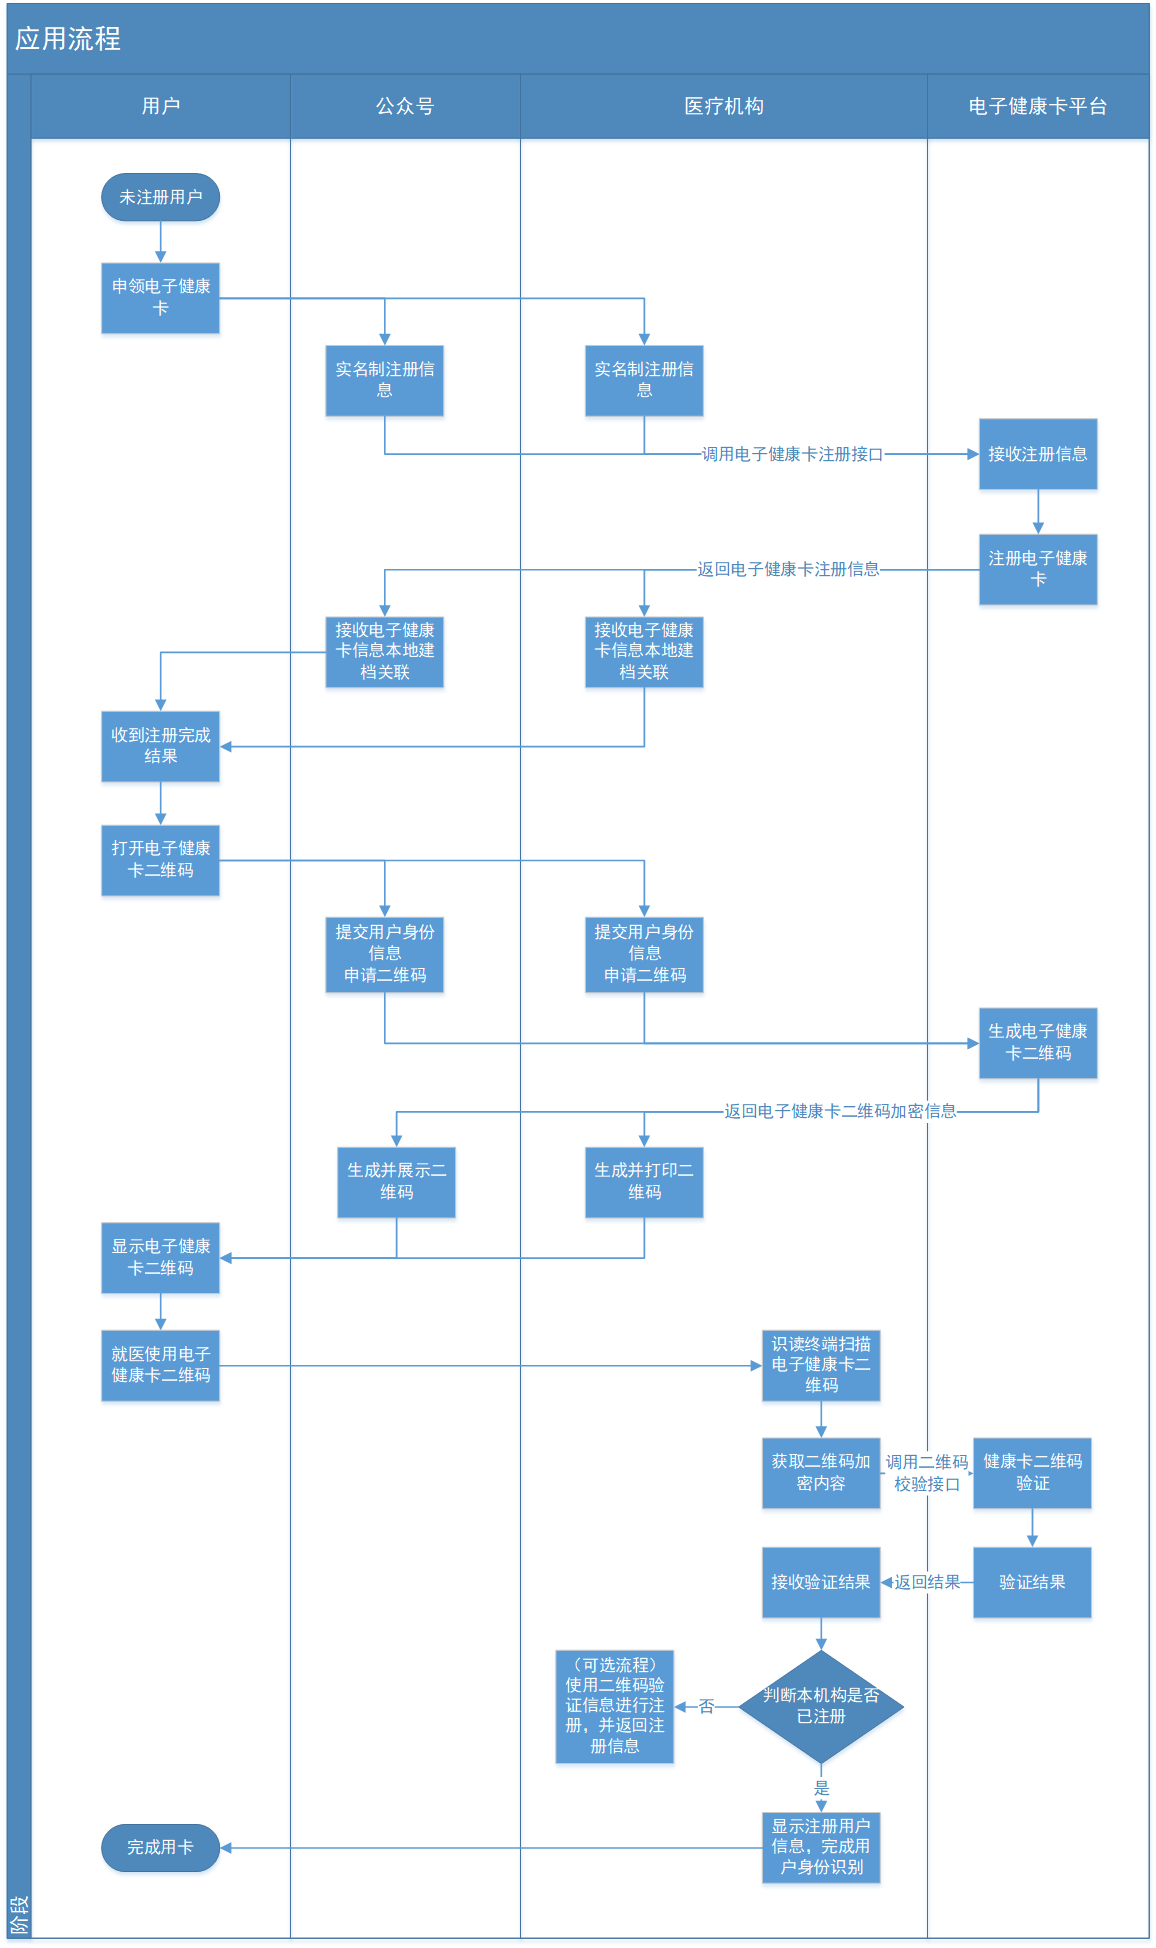 应用流程
用户
公众号
医疗机构
电子健康卡平台
未注册用户
申领电子健康
卡
实名制注册信
息
实名制注册信
息
调用电子健康卡注册接口
接收注册信息
返回电子健康卡注册信息
注册电子健康
卡
接收电子健康
卡信息本地建
档关联
接收电子健康
卡信息本地建
档关联
收到注册完成
结果
打开电子健康
卡二维码
提交用户身份
信息
申请二维码
提交用户身份
信息
申请二维码
生成电子健康
卡二维码
返回电子健康卡二维码加密信息
生成并展示二
维码
生成并打印二
维码
显示电子健康
卡二维码
就医使用电子
健康卡二维码
识读终端扫描
电子健康卡二
维码
获取二维码加
密内容
调用二维码
校验接口
健康卡二维码
验证
接收验证结果
返回结果
验证结果
（可选流程）
使用二维码验
证信息进行注
册，并返回注
册信息
否
判断本机构是否
已注册
是
显示注册用户
信息，完成用
户身份识别
完成用卡
阶段